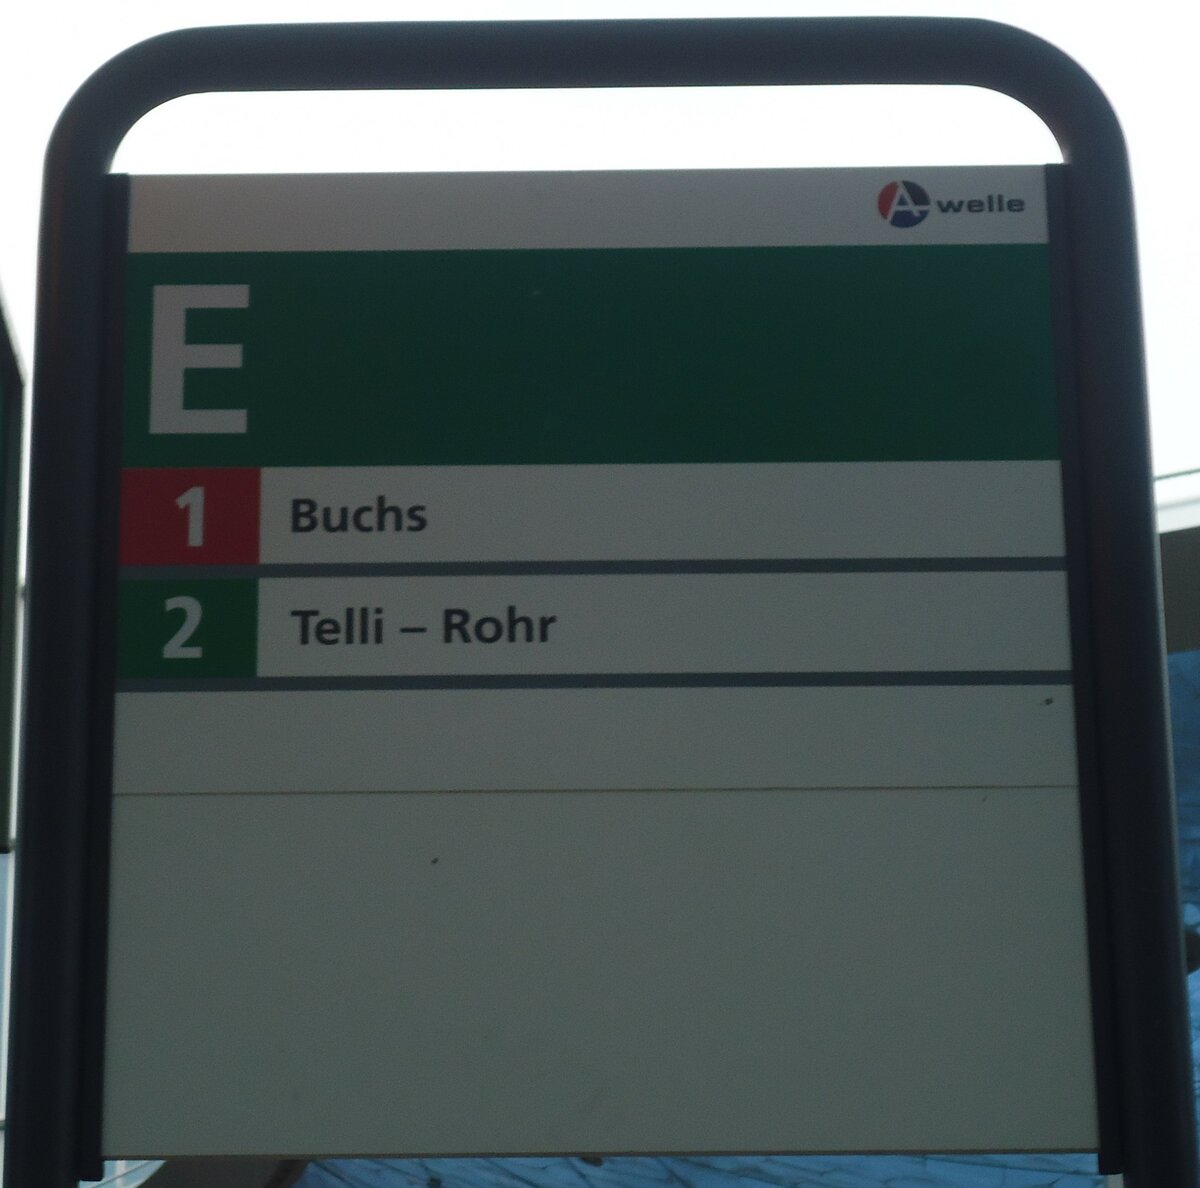 A welle
E
1 Buchs
2 Telli – Rohr